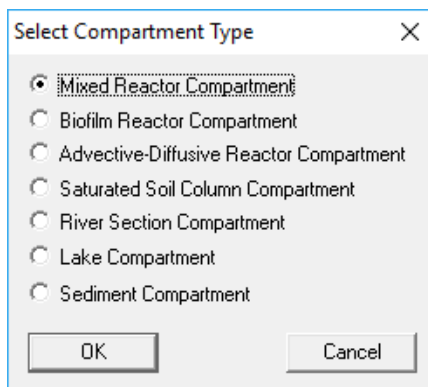 Select Compartment Type
Mixed Reactor Compartment
Biofilm Reactor Compartment
Advective-Diffusive Reactor Compartment
Saturated Soil Column Compartment
River Section Compartment
Lake Compartment
Sediment Compartment
OK Cancel